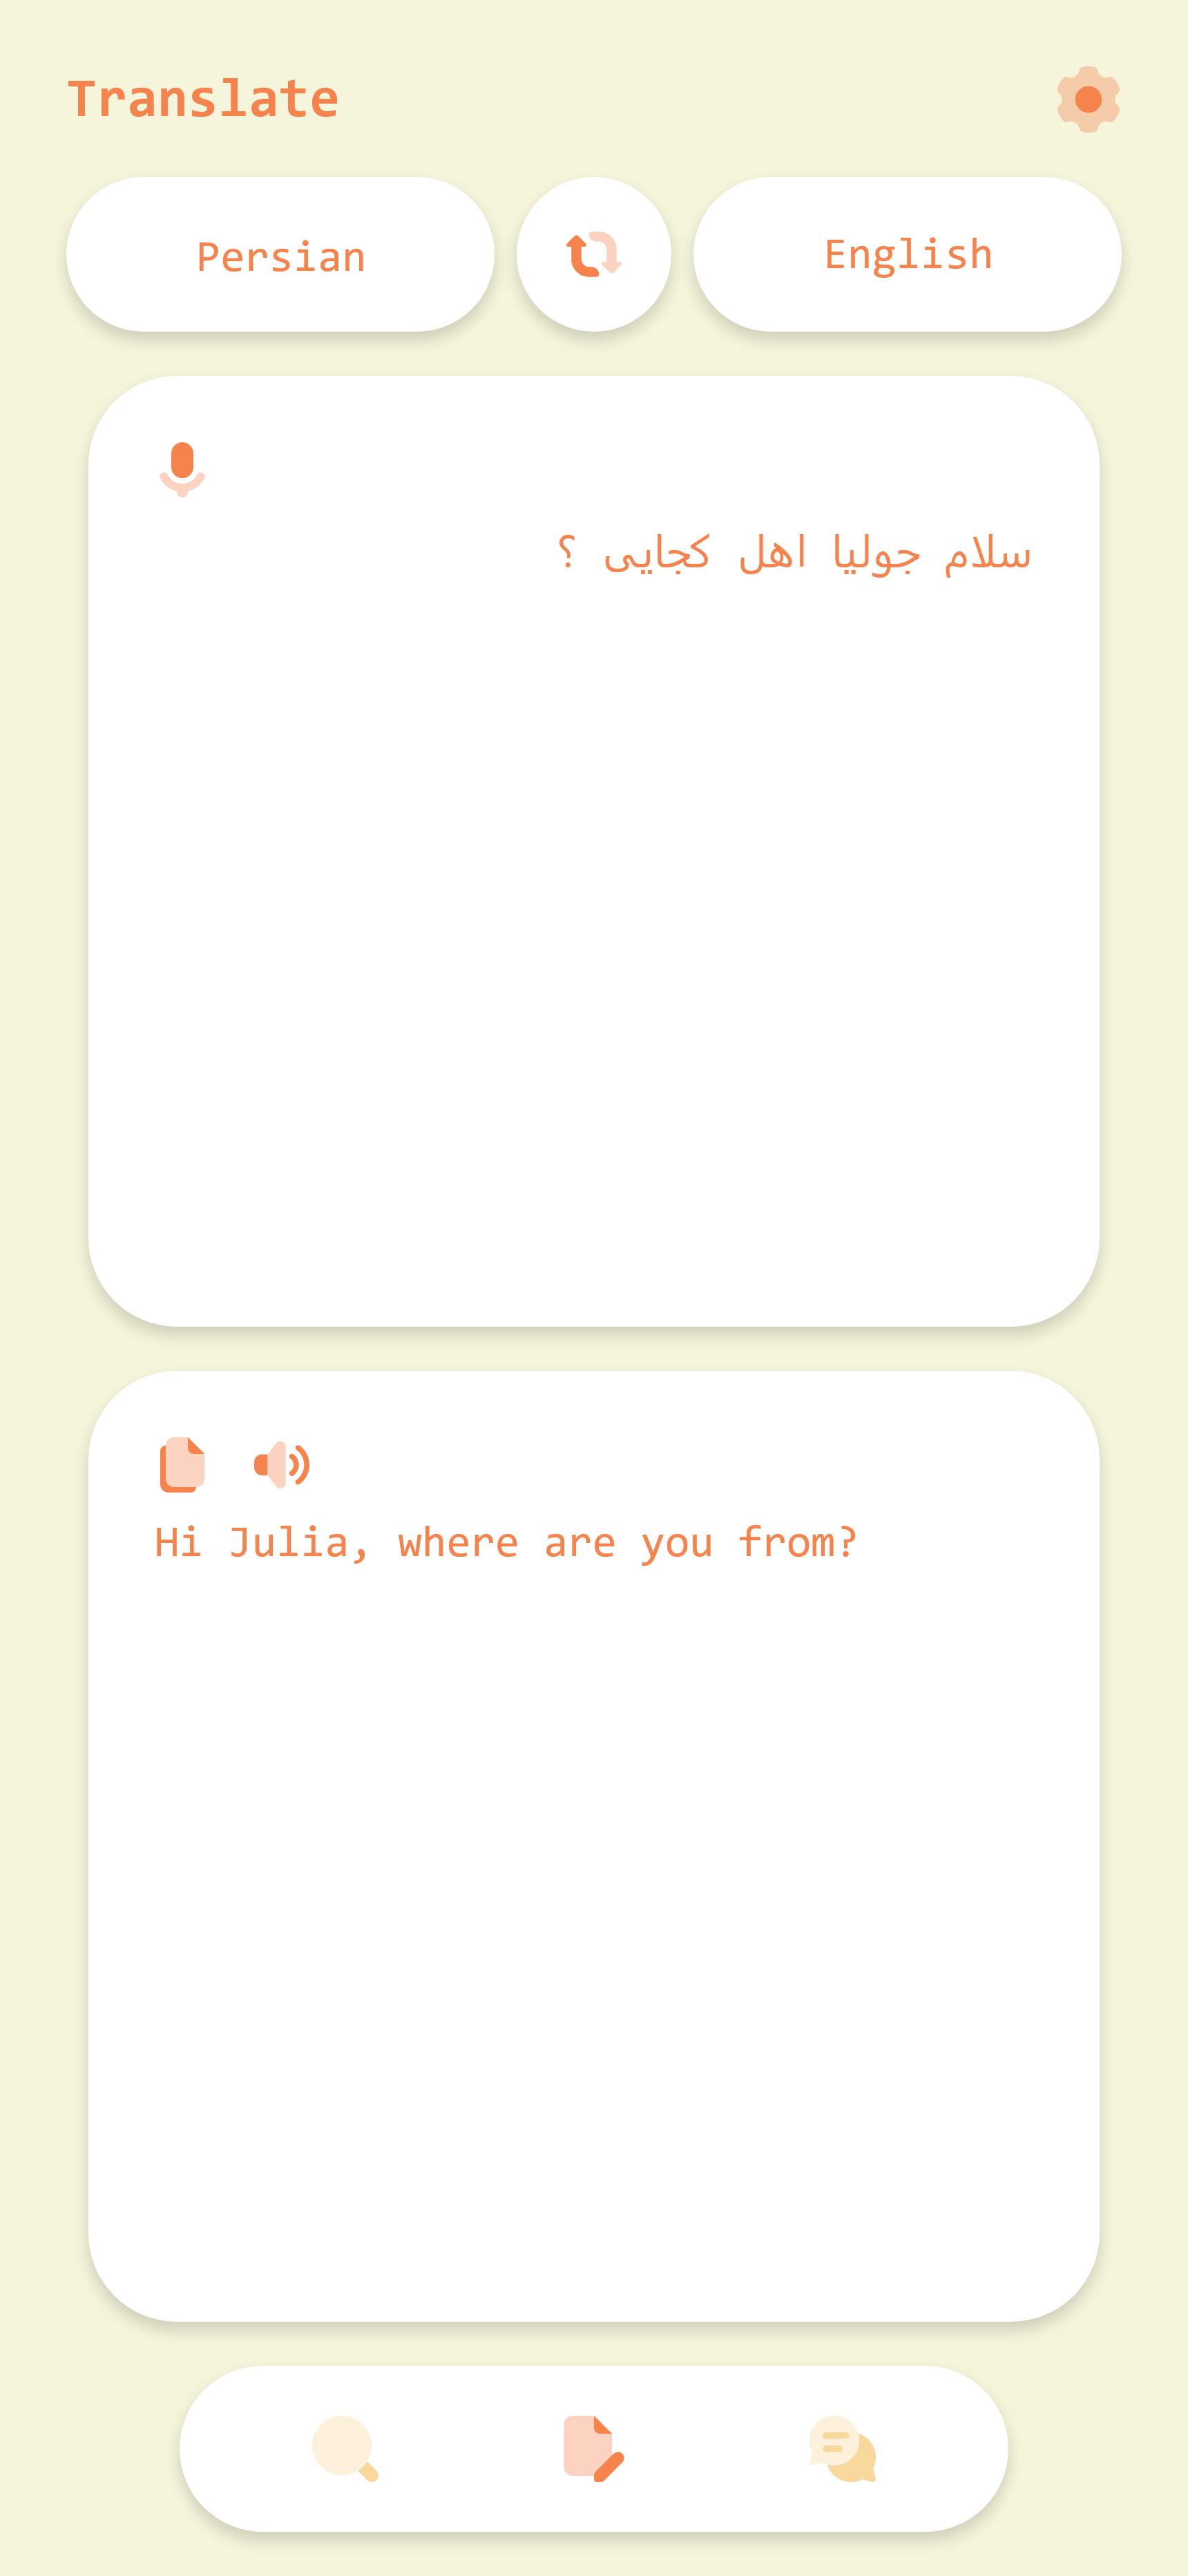 Translate
Persian
English
سلام جولیا اهل کجایی ؟
Hi Julia, where are you from?